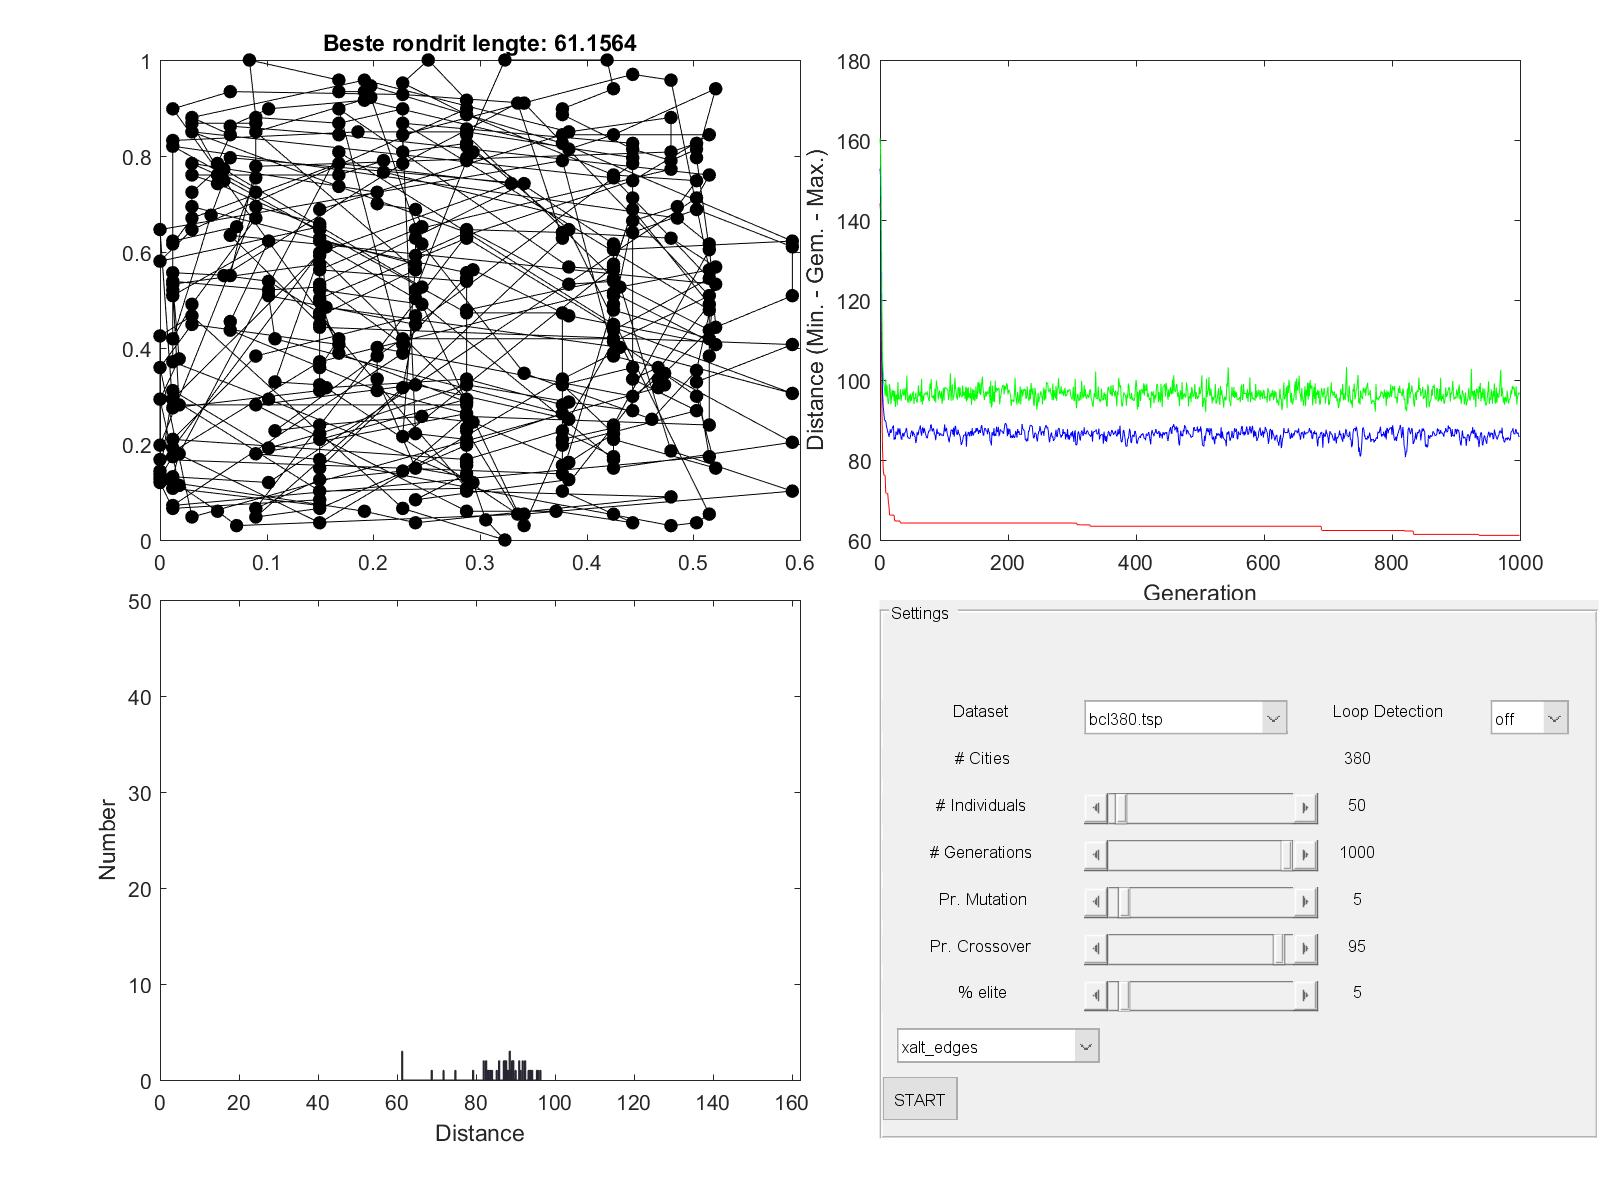 Beste rondrit lengte: 61.1564
1
0.8
0.6
0.4
0.2
0
0 0.1 0.2 0.3 0.4 0.5 0.6
Distance (Min. - Gem. - Max.)
180
160
140
120
100
80
60
0 200 400 600 800 1000
Generation
Number
50
40
30
20
10
0
0 20 40 60 80 100 120 140 160
Distance
Settings
Dataset bcl380.tsp Loop Detection off
# Cities 380
# Individuals 50
# Generations 1000
Pr. Mutation 5
Pr. Crossover 95
% elite 5
xalt_edges
START